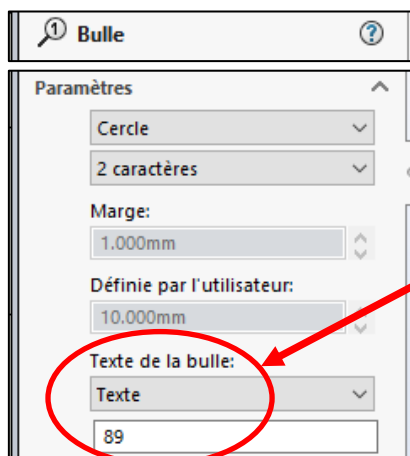 1 Bulle ?
Paramètres
Cercle
2 caractères
Marge:
1.000mm
Définie par l'utilisateur:
10.000mm
Texte de la bulle:
Texte
89